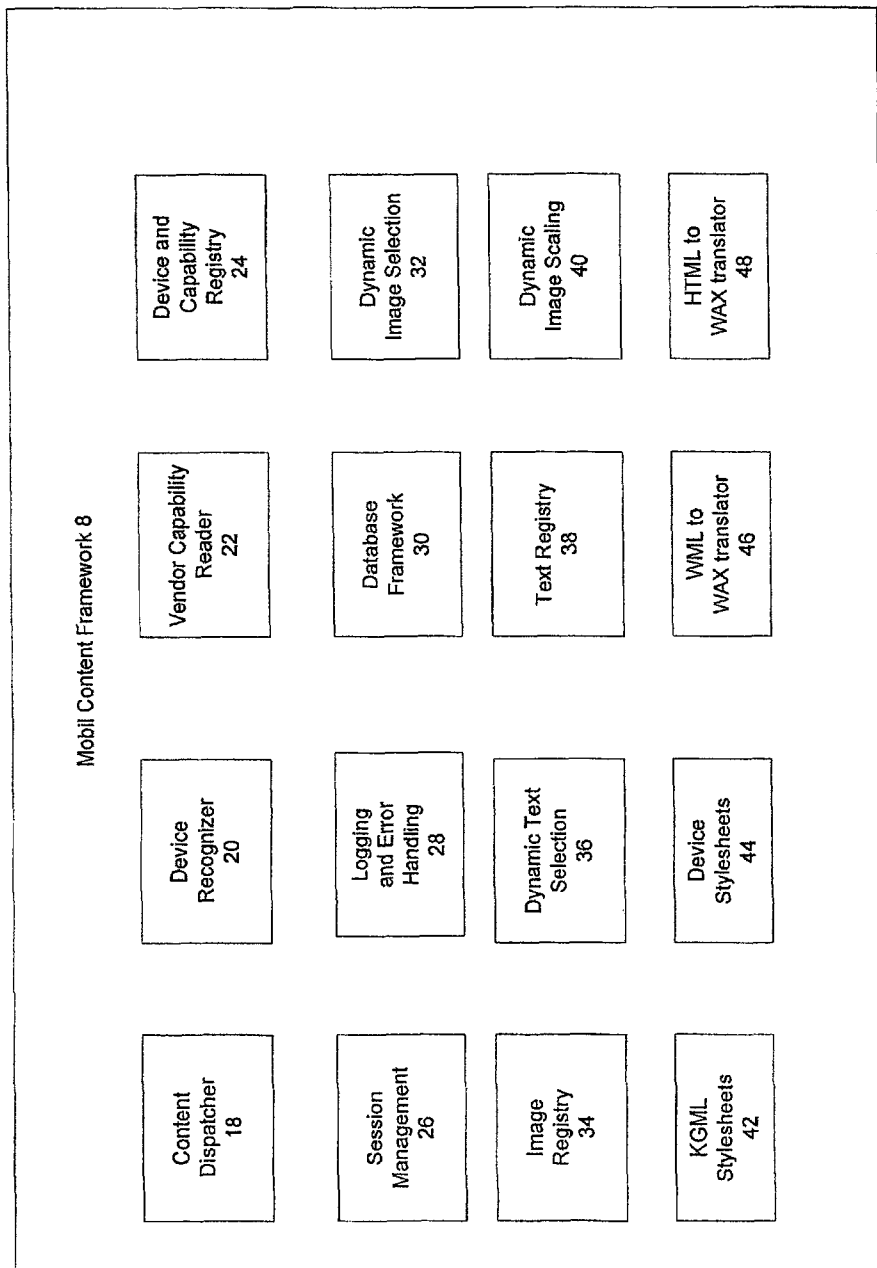 Mobil Content Framework 8
Content
Dispatcher
18
Device
Recognizer
20
Vendor Capability
Reader
22
Device and
Capability
Registry
24
Session
Management
26
Logging
and Error
Handling
28
Database
Framework
30
Dynamic
Image Selection
32
Image
Registry
34
Dynamic Text
Selection
36
Text Registry
38
Dynamic
Image Scaling
40
KGML
Stylesheets
42
Device
Stylesheets
44
WML to
WAX translator
46
HTML to
WAX translator
48